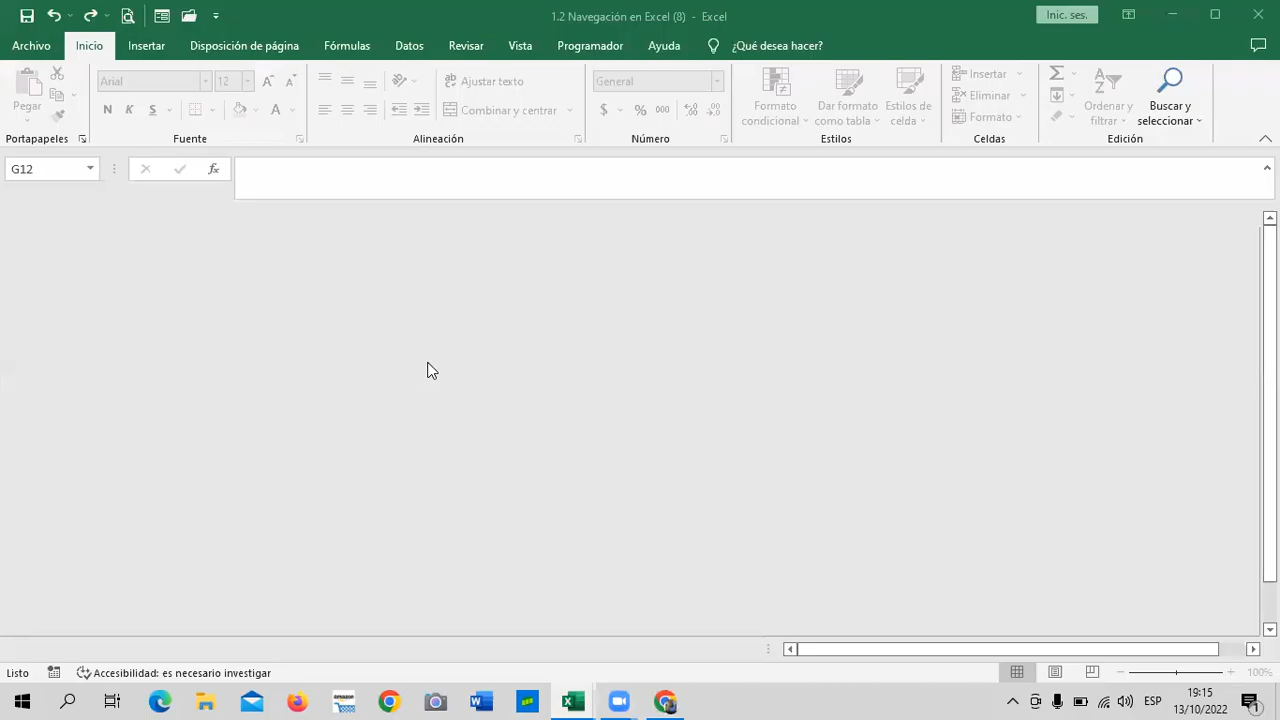 1.2 Navegación en Excel (8) - Excel
Inic. ses.
Archivo Inicio Insertar Disposición de página Fórmulas Datos Revisar Vista Programador Ayuda ¿Qué desea hacer?
Pegar
Portapapeles
Arial 12
N K S
Fuente
Ajustar texto
Combinar y centrar
Alineación
General
$ % 000
Número
Formato condicional
Dar formato como tabla
Estilos de celda
Estilos
Insertar
Eliminar
Formato
Celdas
Ordenar y filtrar
Buscar y seleccionar
Edición
G12
fx
Listo
Accesibilidad: es necesario investigar
100%
ESP
19:15
13/10/2022